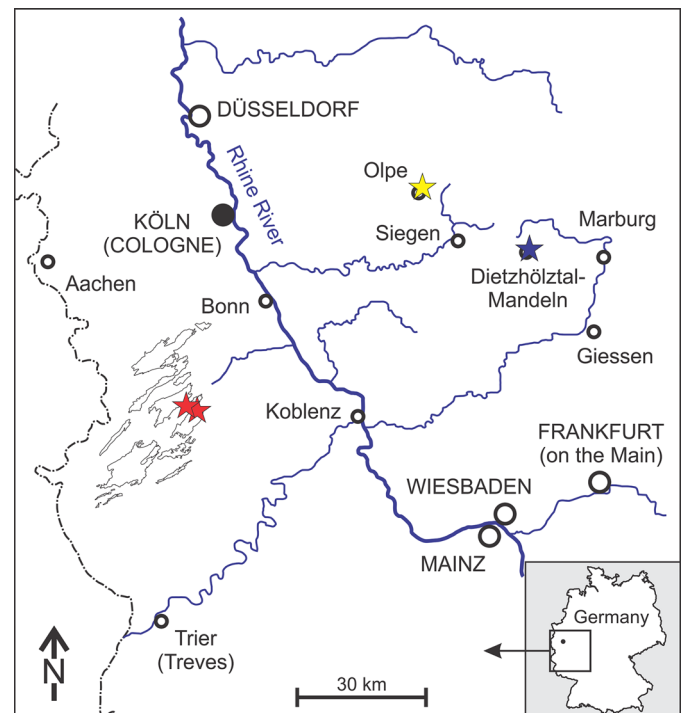 DÜSSELDORF
Rhine River
Olpe
KÖLN
(COLOGNE)
Siegen
Marburg
Aachen
Dietzhölztal-
Mandeln
Bonn
Giessen
Koblenz
FRANKFURT
(on the Main)
WIESBADEN
MAINZ
Germany
Trier
(Treves)
N
30 km